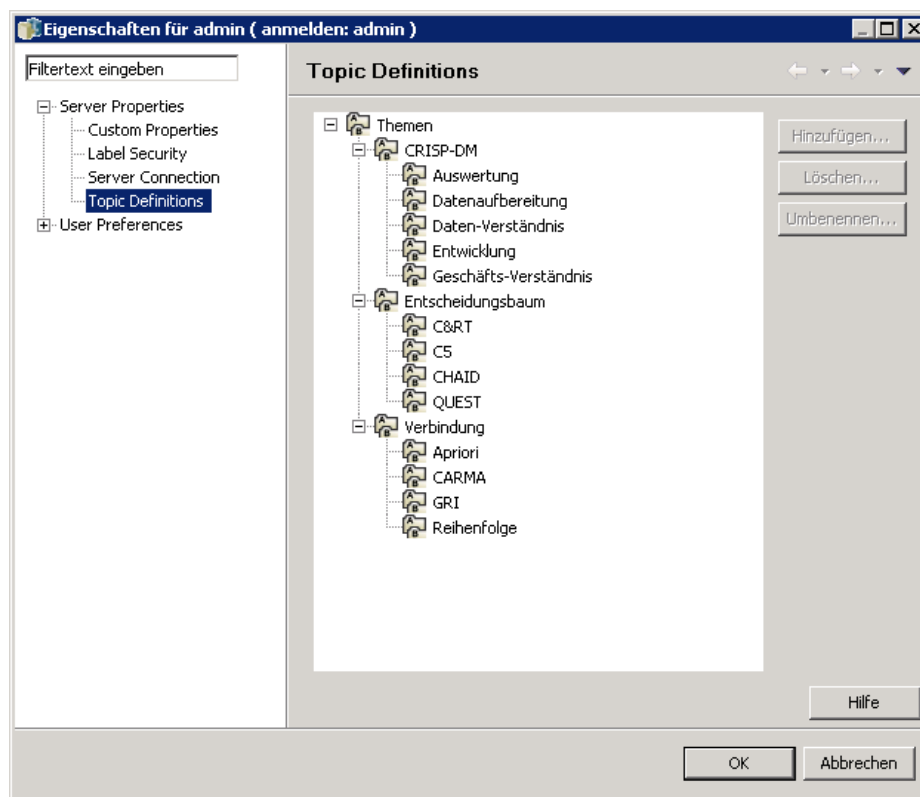 Eigenschaften für admin ( anmelden: admin )
Filtertext eingeben
Server Properties
Custom Properties
Label Security
Server Connection
Topic Definitions
User Preferences
Topic Definitions
Themen
CRISP-DM
Auswertung
Datenaufbereitung
Daten-Verständnis
Entwicklung
Geschäfts-Verständnis
Entscheidungsbaum
C&RT
C5
CHAID
QUEST
Verbindung
Apriori
CARMA
GRI
Reihenfolge
Hinzufügen...
Löschen...
Umbenennen...
Hilfe
OK
Abbrechen